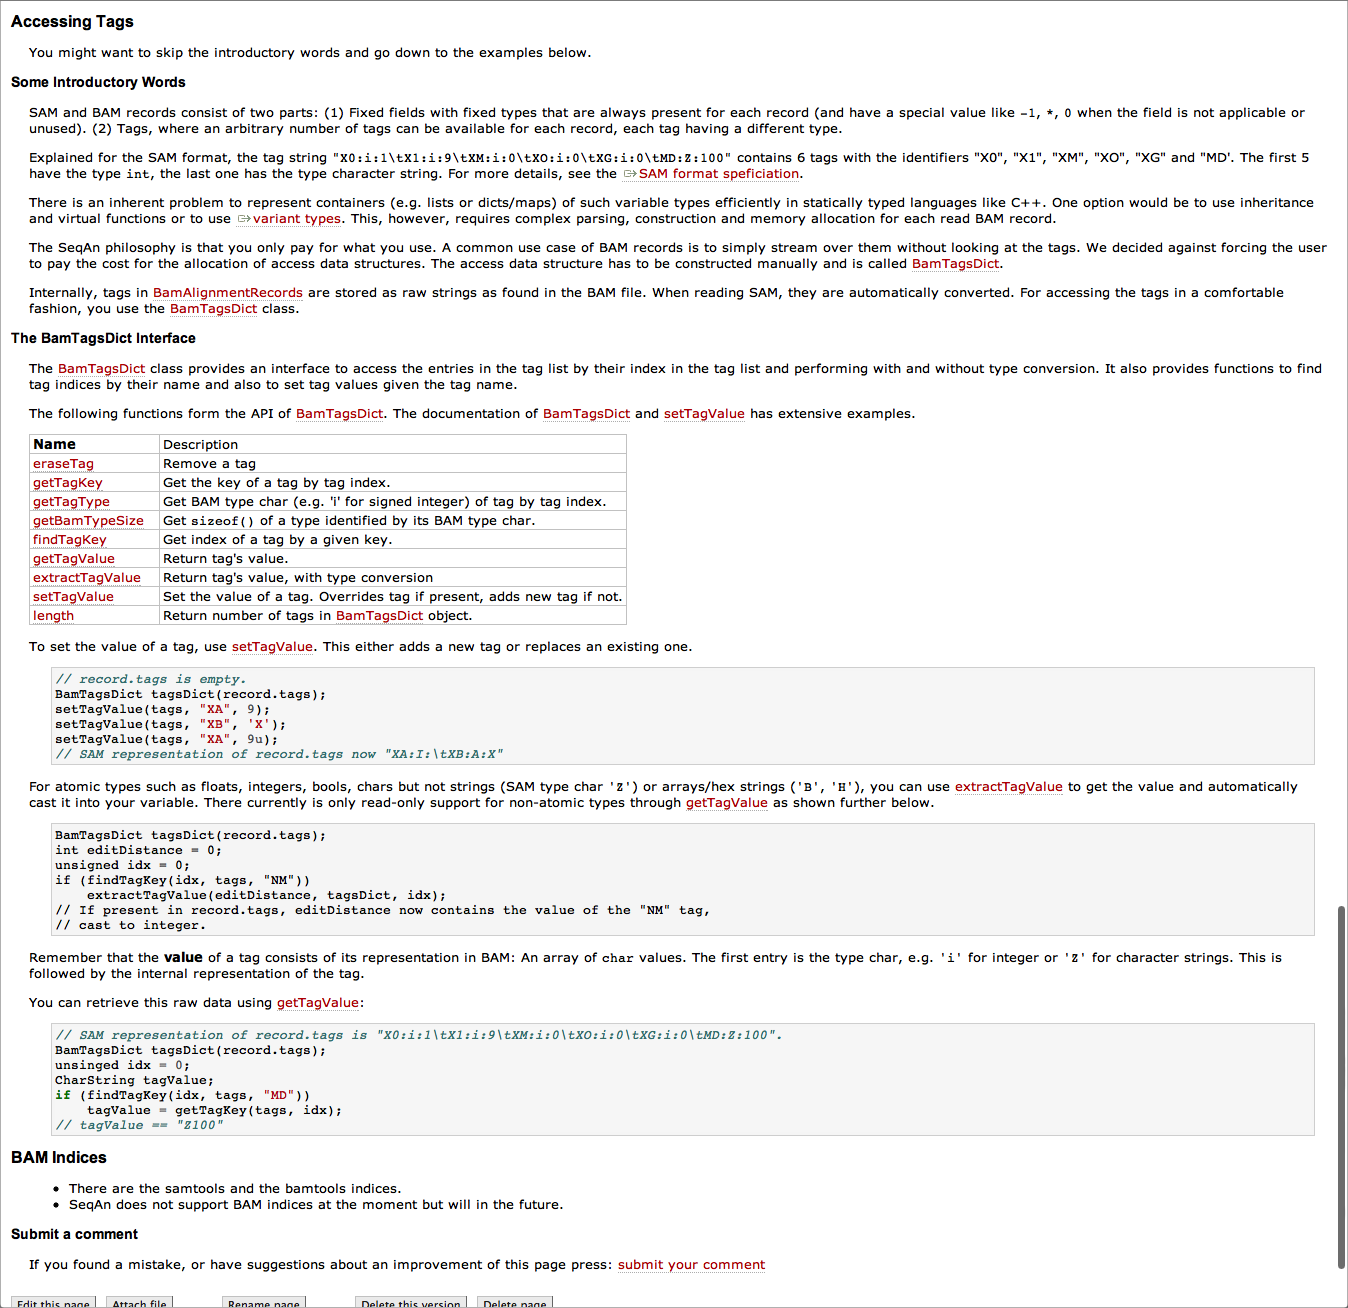 Accessing Tags
You might want to skip the introductory words and go down to the examples below.
Some Introductory Words
SAM and BAM records consist of two parts: (1) Fixed fields with fixed types that are always present for each record (and have a special value like -1, *, 0 when the field is not applicable or
unused). (2) Tags, where an arbitrary number of tags can be available for each record, each tag having a different type.
Explained for the SAM format, the tag string "X0:i:1\tX1:i:9\tXM:i:0\tXO:i:0\tXG:i:0\tMD:Z:100" contains 6 tags with the identifiers "X0", "X1", "XM", "XO", "XG" and "MD'. The first 5
have the type int, the last one has the type character string. For more details, see the SAM format speficiation.
There is an inherent problem to represent containers (e.g. lists or dicts/maps) of such variable types efficiently in statically typed languages like C++. One option would be to use inheritance
and virtual functions or to use variant types. This, however, requires complex parsing, construction and memory allocation for each read BAM record.
The SeqAn philosophy is that you only pay for what you use. A common use case of BAM records is to simply stream over them without looking at the tags. We decided against forcing the user
to pay the cost for the allocation of access data structures. The access data structure has to be constructed manually and is called BamTagsDict.
Internally, tags in BamAlignmentRecords are stored as raw strings as found in the BAM file. When reading SAM, they are automatically converted. For accessing the tags in a comfortable
fashion, you use the BamTagsDict class.
The BamTagsDict Interface
The BamTagsDict class provides an interface to access the entries in the tag list by their index in the tag list and performing with and without type conversion. It also provides functions to find
tag indices by their name and also to set tag values given the tag name.
The following functions form the API of BamTagsDict. The documentation of BamTagsDict and setTagValue has extensive examples.
Name Description
eraseTag Remove a tag
getTagKey Get the key of a tag by tag index.
getTagType Get BAM type char (e.g. 'i' for signed integer) of tag by tag index.
getBamTypeSize Get sizeof() of a type identified by its BAM type char.
findTagKey Get index of a tag by a given key.
getTagValue Return tag's value.
extractTagValue Return tag's value, with type conversion
setTagValue Set the value of a tag. Overrides tag if present, adds new tag if not.
length Return number of tags in BamTagsDict object.
To set the value of a tag, use setTagValue. This either adds a new tag or replaces an existing one.
// record.tags is empty.
BamTagsDict tagsDict(record.tags);
setTagValue(tags, "XA", 9);
setTagValue(tags, "XB", 'X');
setTagValue(tags, "XA", 9u);
// SAM representation of record.tags now "XA:I:\tXB:A:X"
For atomic types such as floats, integers, bools, chars but not strings (SAM type char 'Z') or arrays/hex strings ('B', 'H'), you can use extractTagValue to get the value and automatically
cast it into your variable. There currently is only read-only support for non-atomic types through getTagValue as shown further below.
BamTagsDict tagsDict(record.tags);
int editDistance = 0;
unsigned idx = 0;
if (findTagKey(idx, tags, "NM"))
    extractTagValue(editDistance, tagsDict, idx);
// If present in record.tags, editDistance now contains the value of the "NM" tag,
// cast to integer.
Remember that the value of a tag consists of its representation in BAM: An array of char values. The first entry is the type char, e.g. 'i' for integer or 'Z' for character strings. This is
followed by the internal representation of the tag.
You can retrieve this raw data using getTagValue:
// SAM representation of record.tags is "X0:i:1\tX1:i:9\tXM:i:0\tXO:i:0\tXG:i:0\tMD:Z:100".
BamTagsDict tagsDict(record.tags);
unsinged idx = 0;
CharString tagValue;
if (findTagKey(idx, tags, "MD"))
    tagValue = getTagKey(tags, idx);
// tagValue == "Z100"
BAM Indices
• There are the samtools and the bamtools indices.
• SeqAn does not support BAM indices at the moment but will in the future.
Submit a comment
If you found a mistake, or have suggestions about an improvement of this page press: submit your comment
Edit this page Attach file Rename page Delete this version Delete page